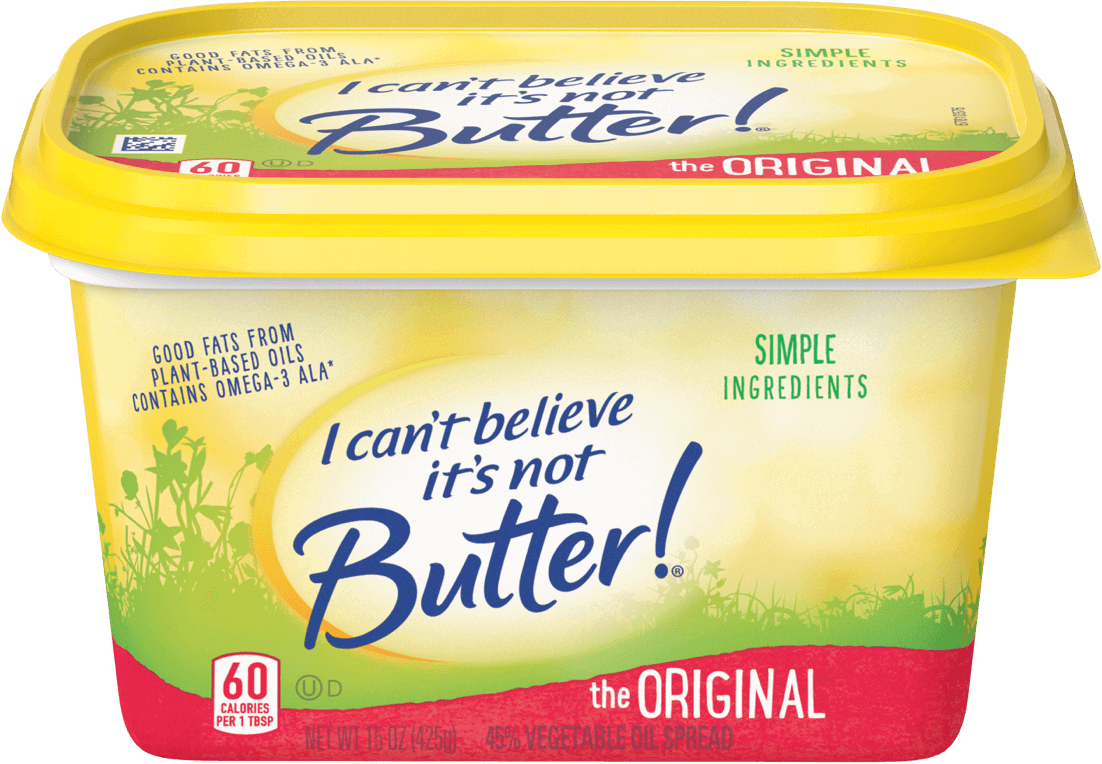 GOOD FATS FROM
PLANT-BASED OILS
CONTAINS OMEGA-3 ALA*
SIMPLE
INGREDIENTS
I can't believe
it's not
Butter!®
60
U D
the ORIGINAL
GOOD FATS FROM
PLANT-BASED OILS
CONTAINS OMEGA-3 ALA*
SIMPLE
INGREDIENTS
I can't believe
it's not
Butter!®
60
CALORIES
PER 1 TBSP
U D
the ORIGINAL
NET WT 15 OZ (425g) 45% VEGETABLE OIL SPREAD